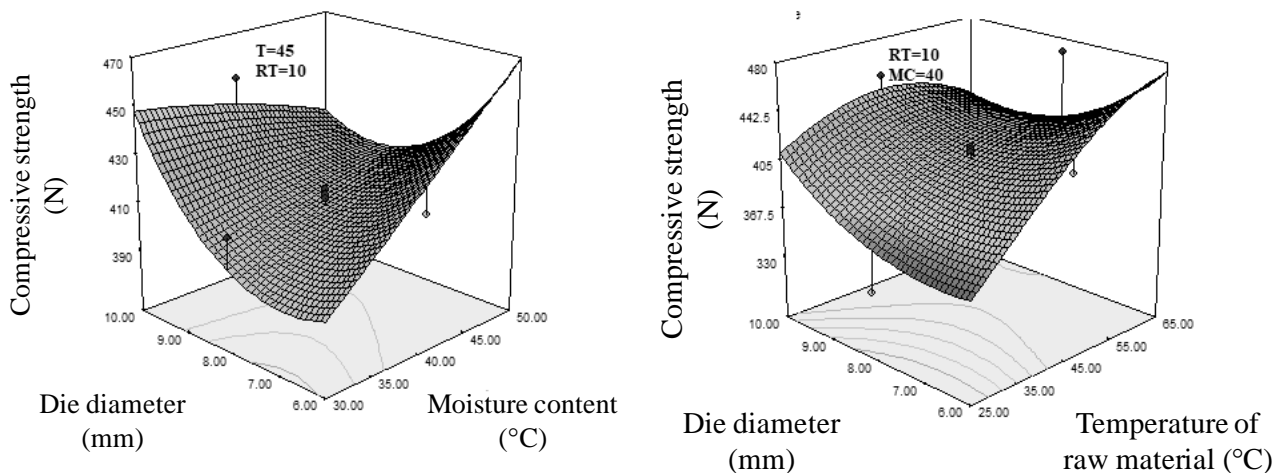 Compressive strength
(N)
470
450
430
410
390
T=45
RT=10
10.00
9.00
8.00
7.00
6.00
30.00
35.00
40.00
45.00
50.00
Die diameter
(mm)
Moisture content
(°C)
Compressive strength
(N)
480
442.5
405
367.5
330
RT=10
MC=40
10.00
9.00
8.00
7.00
6.00
25.00
35.00
45.00
55.00
65.00
Die diameter
(mm)
Temperature of
raw material (°C)